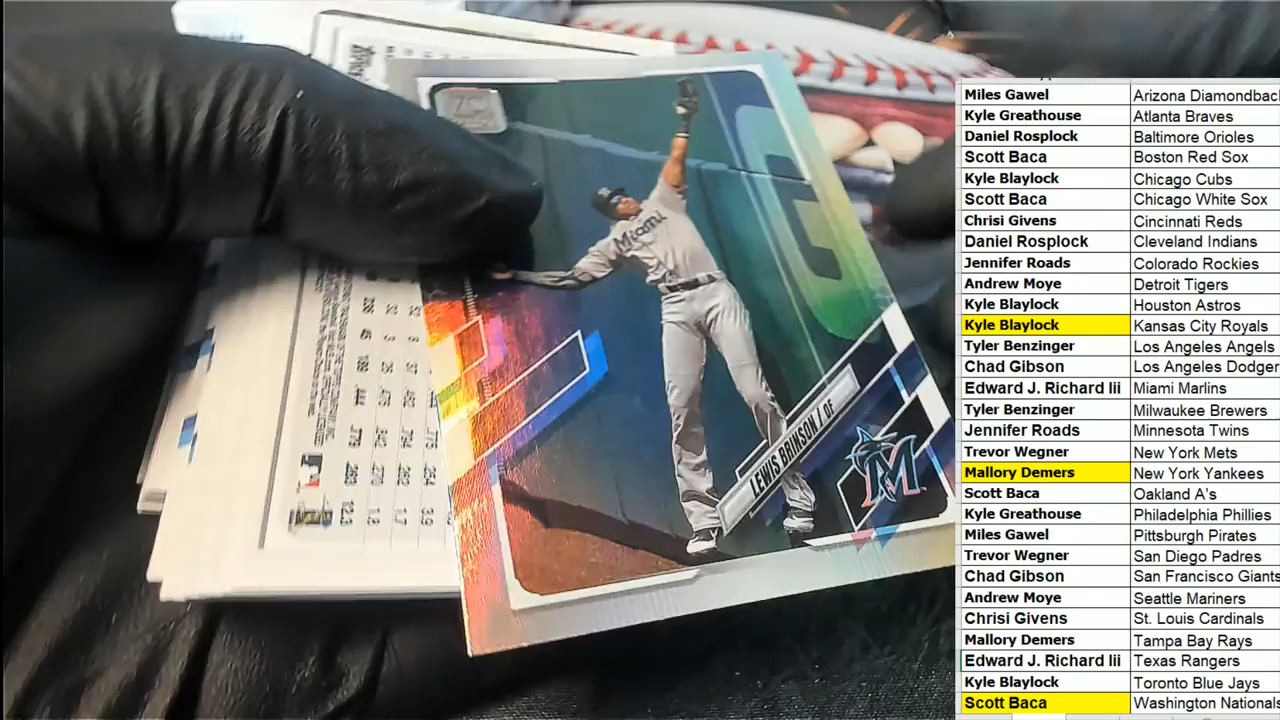 Miami
LEWIS BRINSON / OF
M
Miles Gawel Arizona Diamondbac
Kyle Greathouse Atlanta Braves
Daniel Rosplock Baltimore Orioles
Scott Baca Boston Red Sox
Kyle Blaylock Chicago Cubs
Scott Baca Chicago White Sox
Chrisi Givens Cincinnati Reds
Daniel Rosplock Cleveland Indians
Jennifer Roads Colorado Rockies
Andrew Moye Detroit Tigers
Kyle Blaylock Houston Astros
Kyle Blaylock Kansas City Royals
Tyler Benzinger Los Angeles Angels
Chad Gibson Los Angeles Dodger
Edward J. Richard Iii Miami Marlins
Tyler Benzinger Milwaukee Brewers
Jennifer Roads Minnesota Twins
Trevor Wegner New York Mets
Mallory Demers New York Yankees
Scott Baca Oakland A's
Kyle Greathouse Philadelphia Phillies
Miles Gawel Pittsburgh Pirates
Trevor Wegner San Diego Padres
Chad Gibson San Francisco Giants
Andrew Moye Seattle Mariners
Chrisi Givens St. Louis Cardinals
Mallory Demers Tampa Bay Rays
Edward J. Richard Iii Texas Rangers
Kyle Blaylock Toronto Blue Jays
Scott Baca Washington Nationals